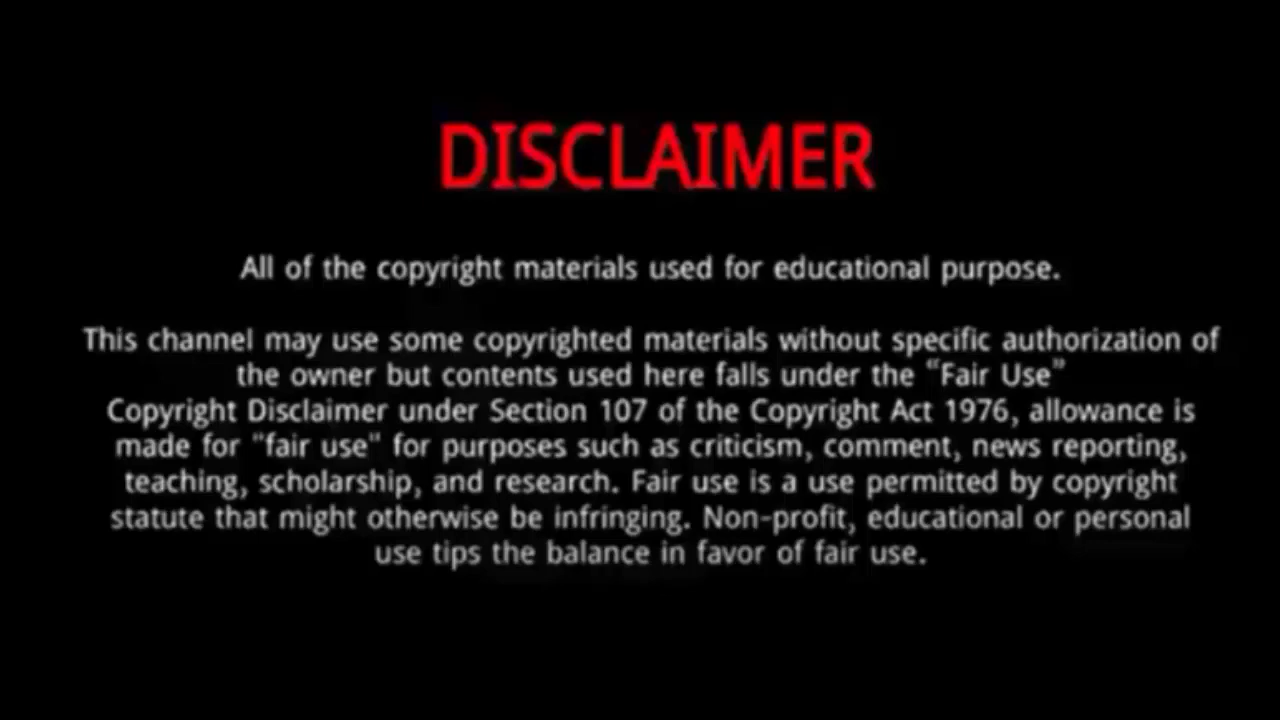 DISCLAIMER
All of the copyright materials used for educational purpose.
This channel may use some copyrighted materials without specific authorization of
the owner but contents used here falls under the “Fair Use”
Copyright Disclaimer under Section 107 of the Copyright Act 1976, allowance is
made for "fair use" for purposes such as criticism, comment, news reporting,
teaching, scholarship, and research. Fair use is a use permitted by copyright
statute that might otherwise be infringing. Non-profit, educational or personal
use tips the balance in favor of fair use.